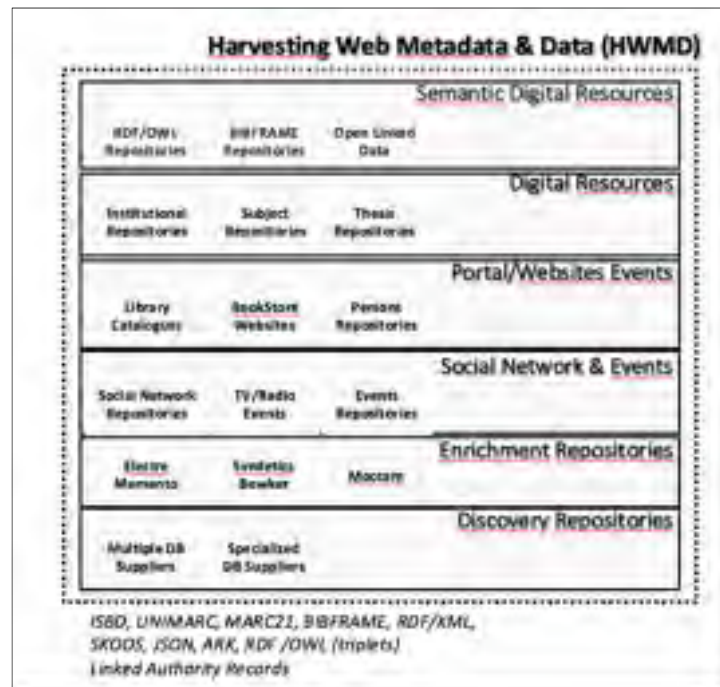 Harvesting Web Metadata & Data (HWMD)
Semantic Digital Resources
RDF/OWL BIBFRAME Open Linked
Repositories Repositories Data
Digital Resources
Institutional Subject Thesis
Repositories Repositories Repositories
Portal/Websites Events
Library BookStore Persons
Catalogues Websites Repositories
Social Network & Events
Social Network TV/Radio Events
Repositories Events Repositories
Enrichment Repositories
Electre Syndetics
Memento Bowker
Discovery Repositories
Multiple DB Specialized
Suppliers DB Suppliers
ISBD, UNIMARC, MARC21, BIBFRAME, RDF/XML,
SKOOS, JSON, ARK, RDF /OWL (triplets)
Linked Authority Records